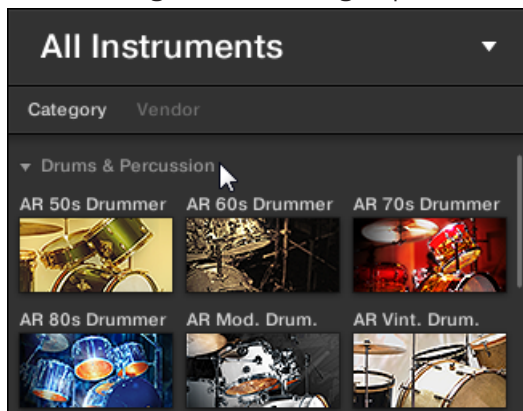 All Instruments
Category Vendor
Drums & Percussion
AR 50s Drummer AR 60s Drummer AR 70s Drummer
AR 80s Drummer AR Mod. Drum. AR Vint. Drum.